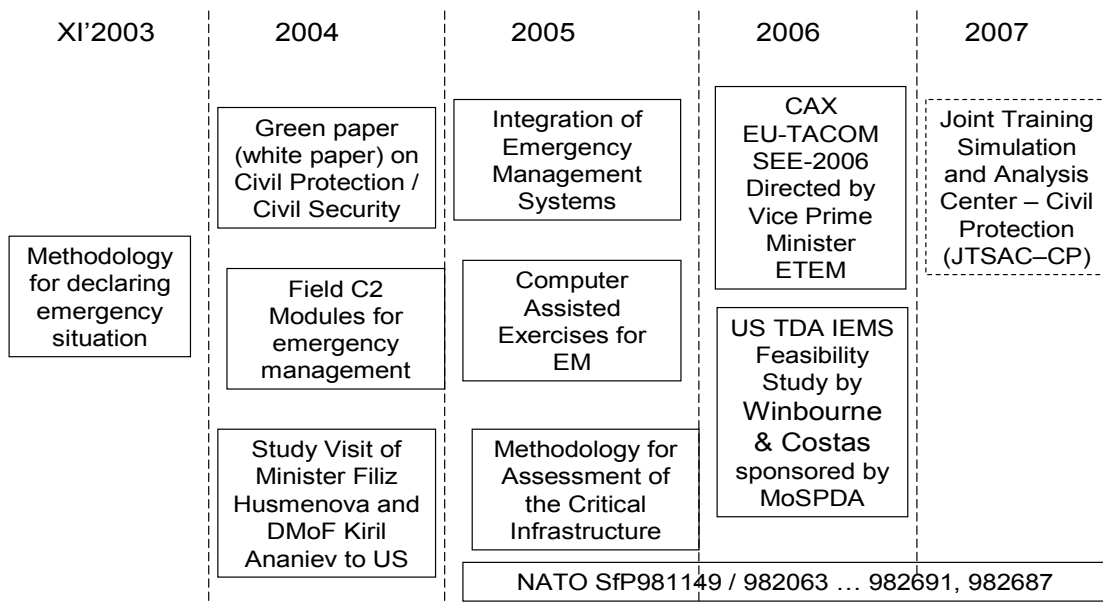 XI'2003
2004
2005
2006
2007
Methodology
for declaring
emergency
situation
Green paper
(white paper) on
Civil Protection /
Civil Security
Field C2
Modules for
emergency
management
Study Visit of
Minister Filiz
Husmenova and
DMoF Kiril
Ananiev to US
Integration of
Emergency
Management
Systems
Computer
Assisted
Exercises for
EM
Methodology for
Assessment of
the Critical
Infrastructure
CAX
EU-TACOM
SEE-2006
Directed by
Vice Prime
Minister
ETEM
US TDA IEMS
Feasibility
Study by
Winbourne
& Costas
sponsored by
MoSPDA
Joint Training
Simulation
and Analysis
Center – Civil
Protection
(JTSAC–CP)
NATO SfP981149 / 982063 … 982691, 982687